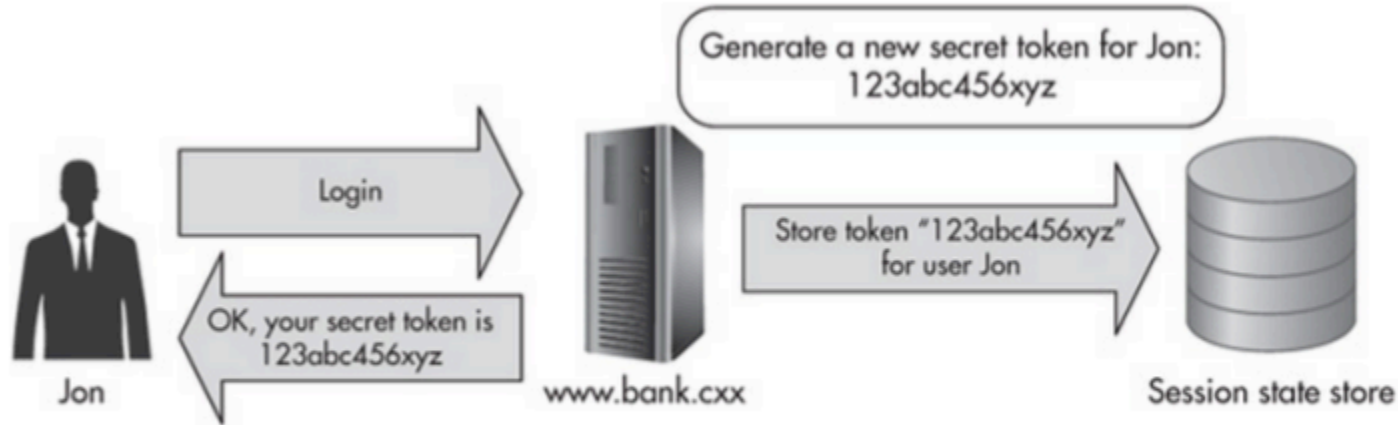 Generate a new secret token for Jon:
123abc456xyz
Login
Store token “123abc456xyz”
for user Jon
OK, your secret token is
123abc456xyz
Jon
www.bank.cxx
Session state store